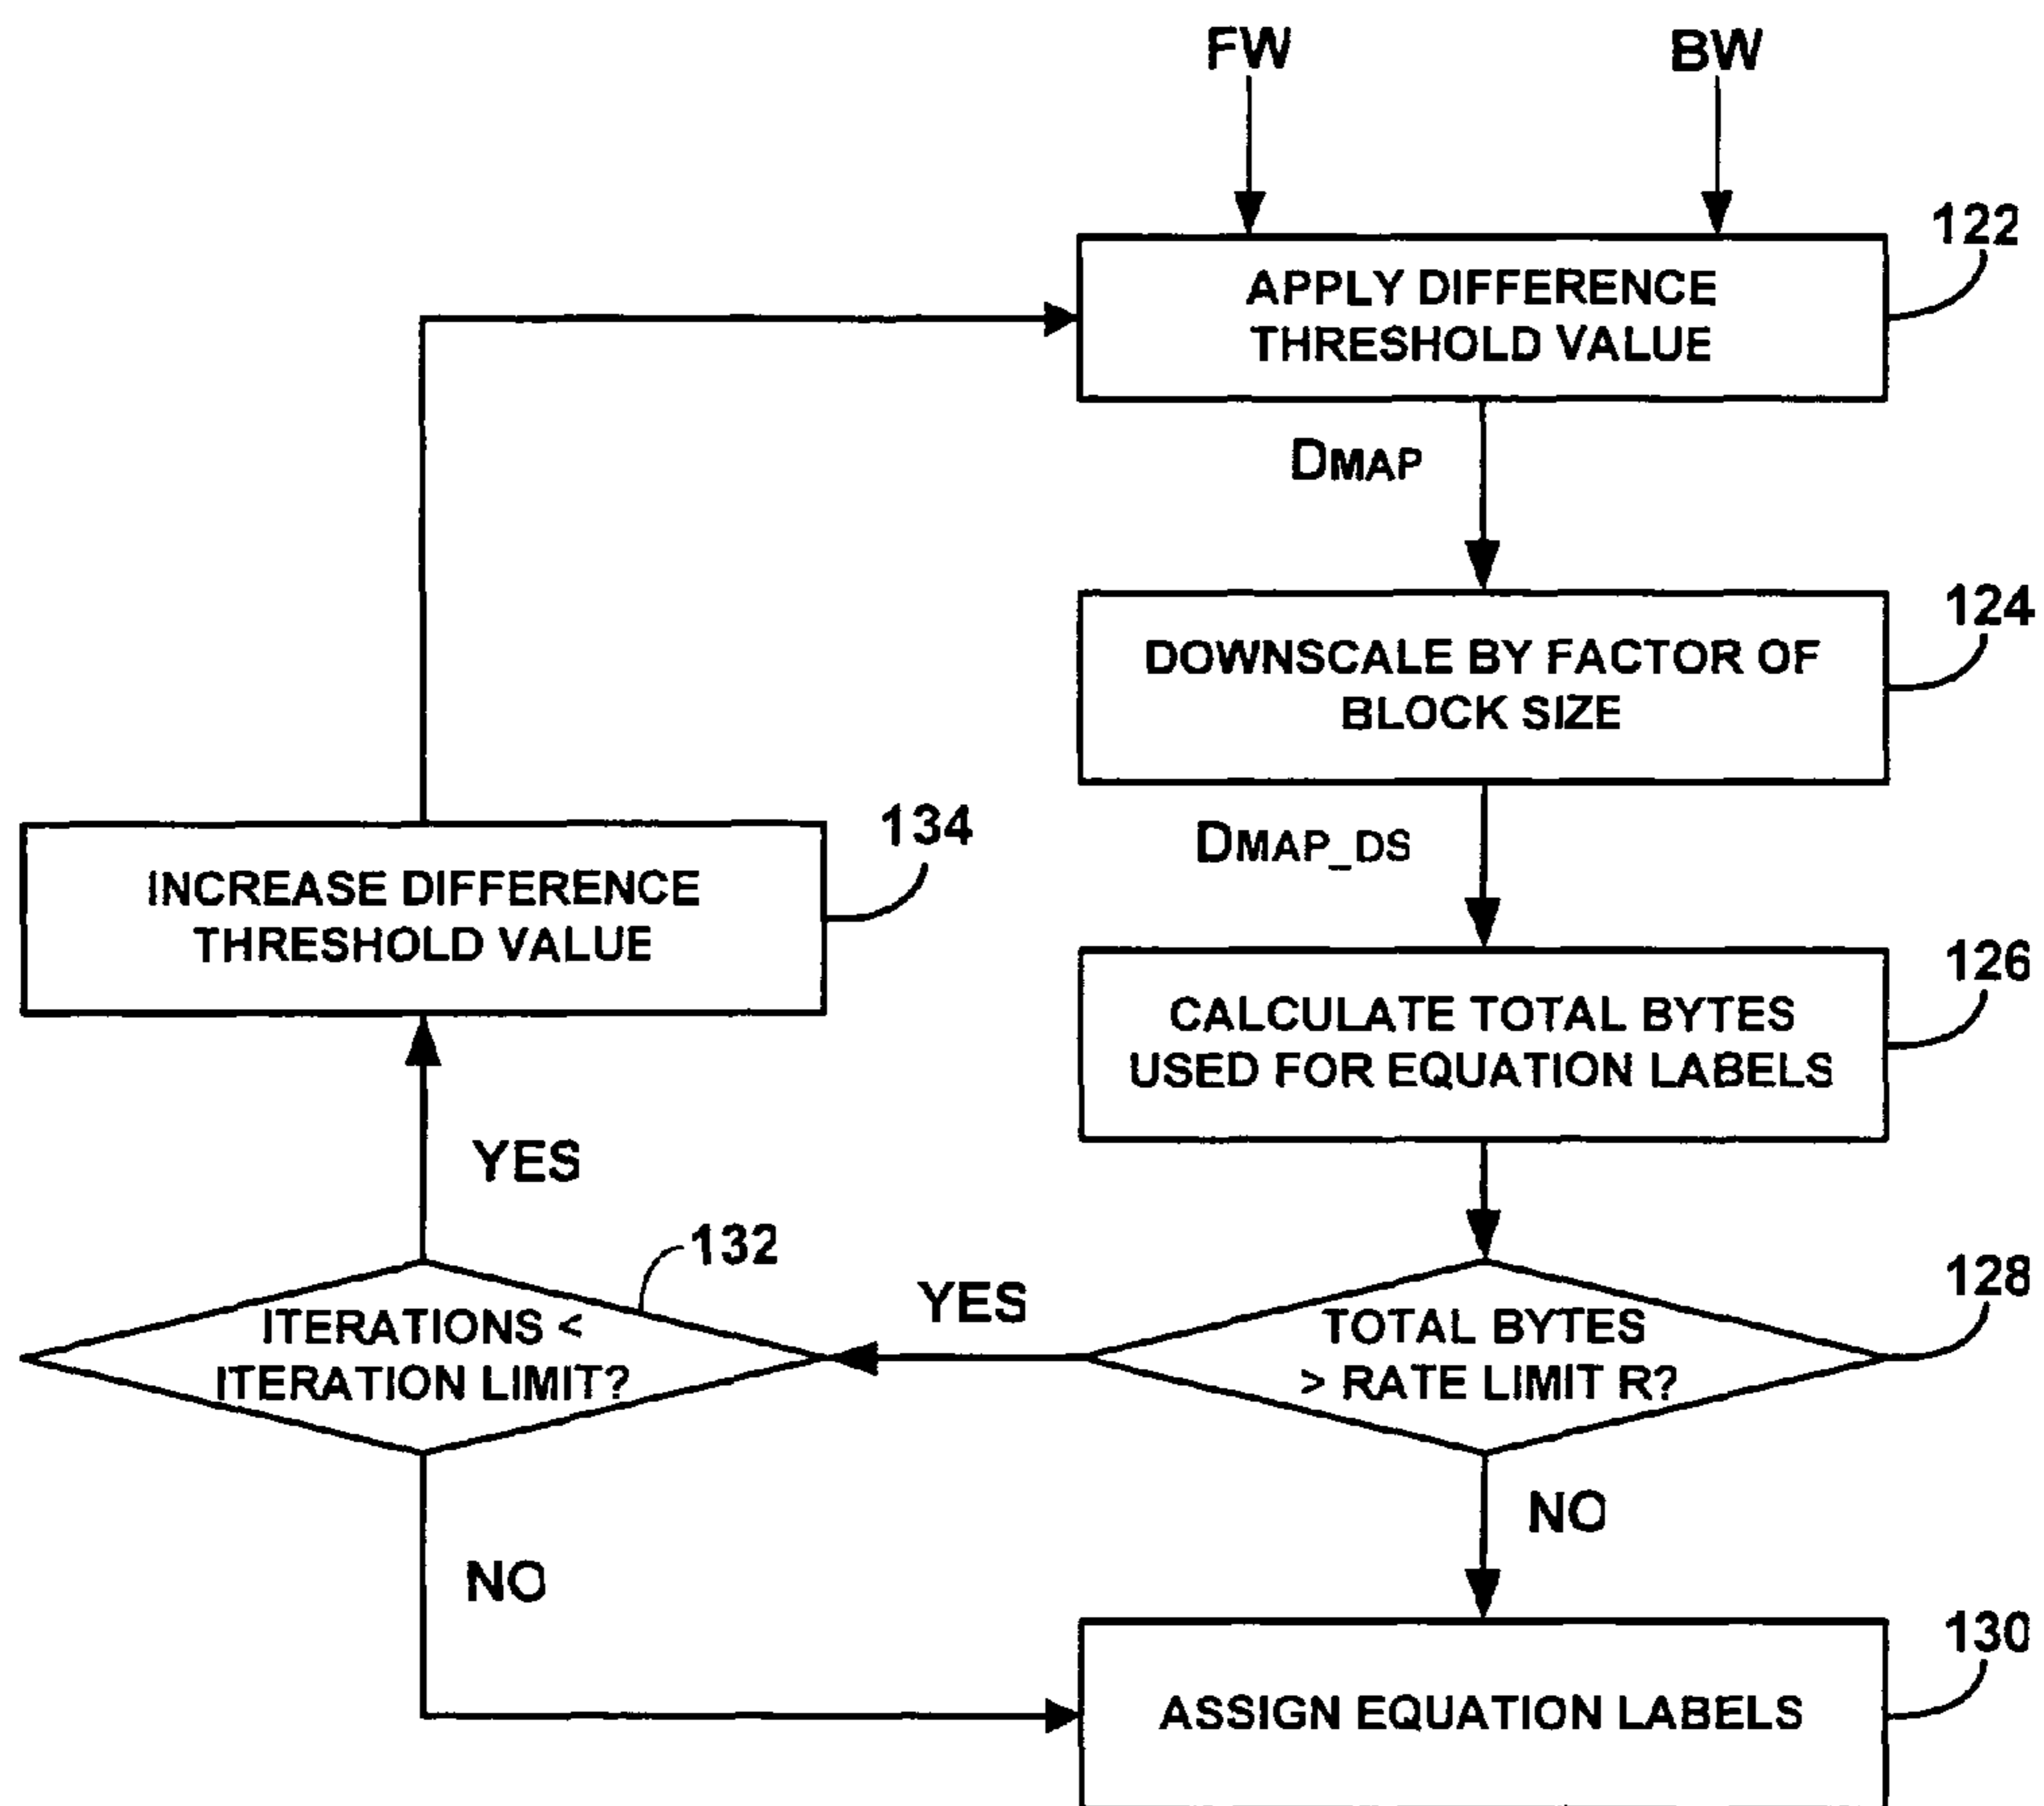 FW
BW
122
APPLY DIFFERENCE
THRESHOLD VALUE
DMAP
124
DOWNSCALE BY FACTOR OF
BLOCK SIZE
134
DMAP_DS
INCREASE DIFFERENCE
THRESHOLD VALUE
126
CALCULATE TOTAL BYTES
USED FOR EQUATION LABELS
YES
132
YES
128
ITERATIONS <
ITERATION LIMIT?
TOTAL BYTES
> RATE LIMIT R?
NO
NO
130
ASSIGN EQUATION LABELS